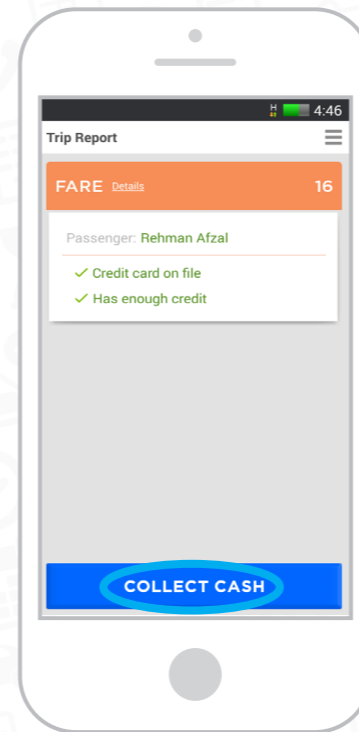 H 4:46
Trip Report
FARE Details 16
Passenger: Rehman Afzal
Credit card on file
Has enough credit
COLLECT CASH